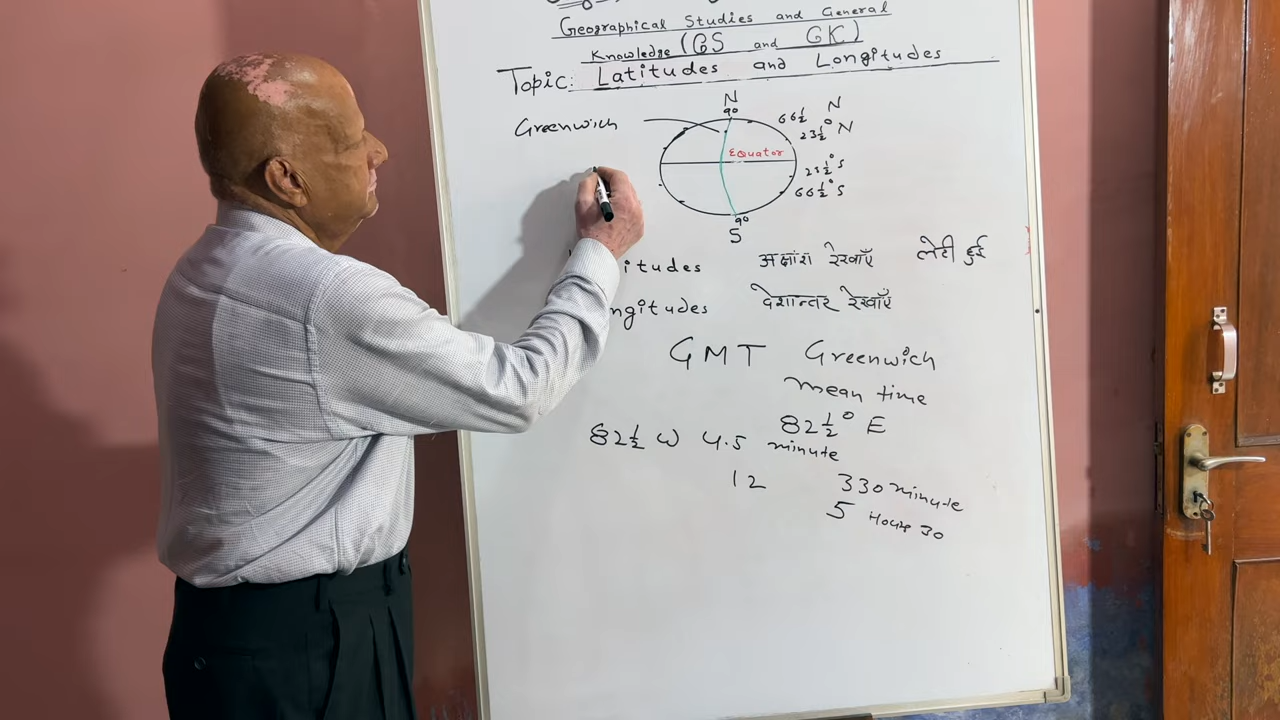 Geographical Studies and General
Knowledge (GS and GK)
Topic: Latitudes and Longitudes
N
90
66½ N
Greenwich
23½° N
Equator
23½° S
66½° S
90
S
itudes अक्षांश रेखाएँ लेटी हुई
ngitudes देशान्तर रेखाएँ
GMT Greenwich
mean time
82½° E
82½ W 4.5 minute
12 330 minute
5 Hour 30